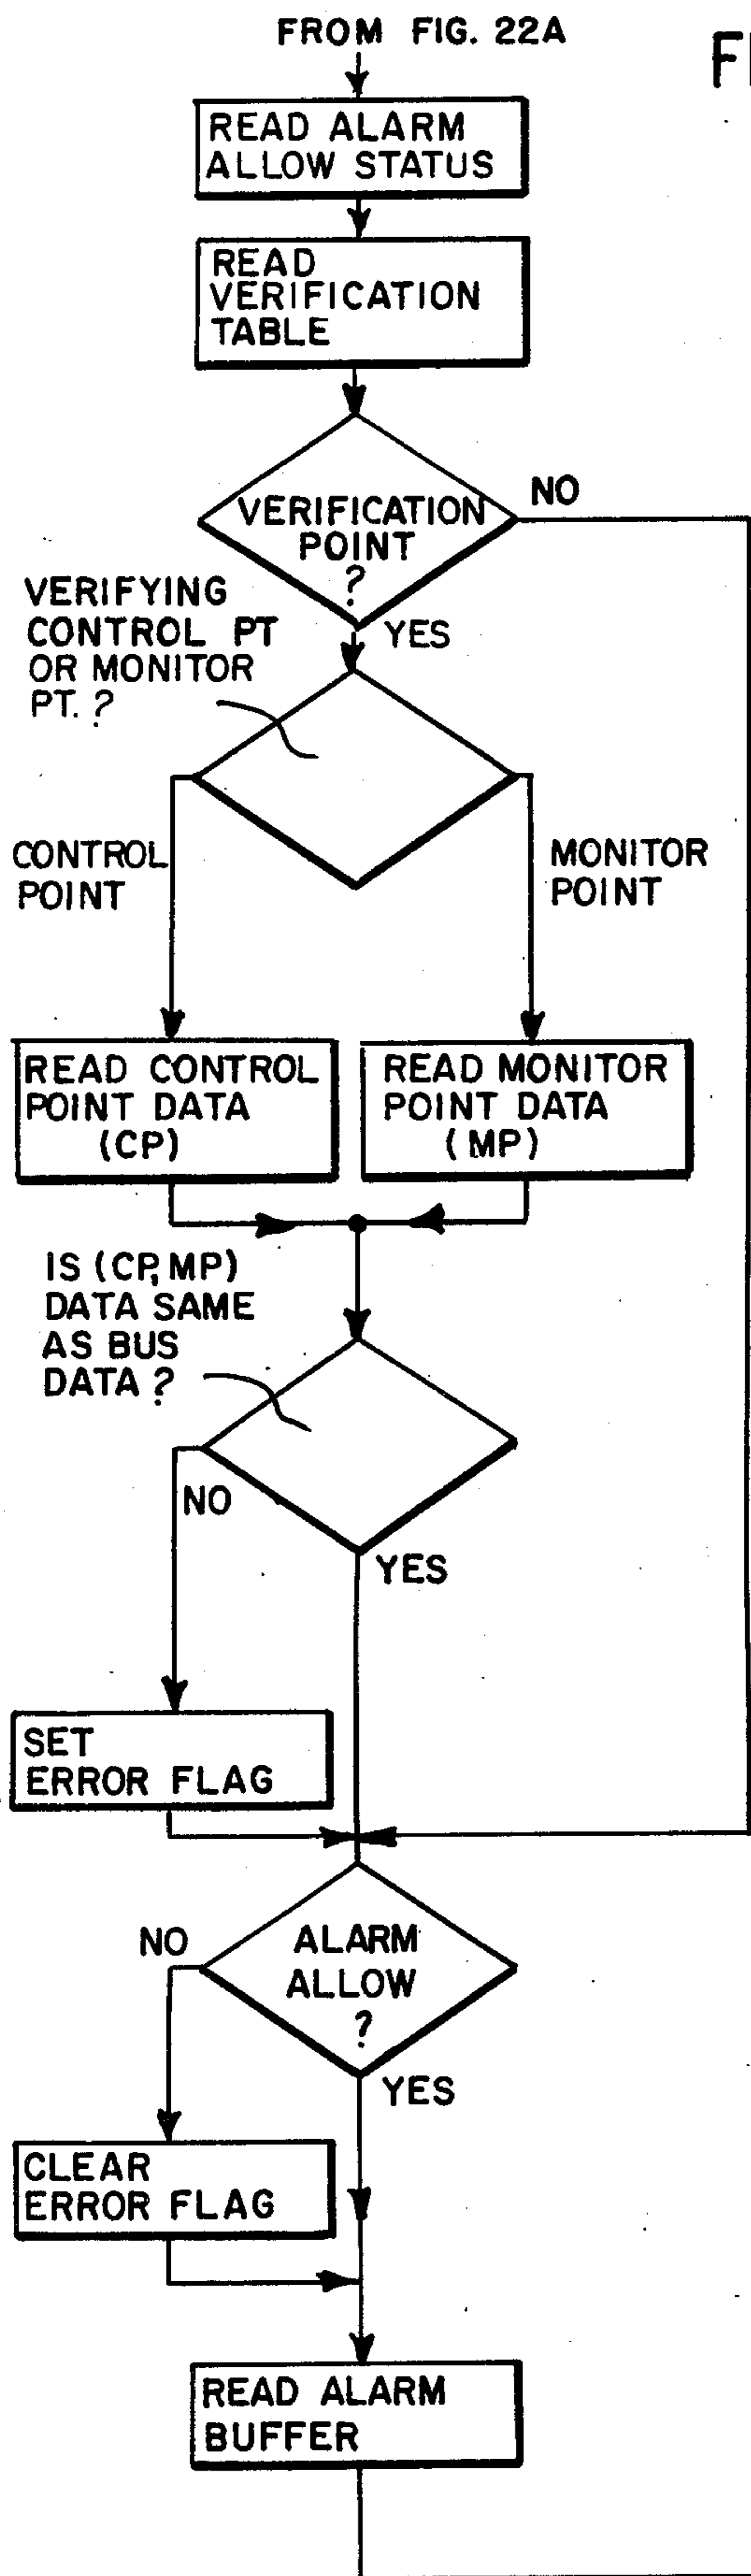 FROM FIG. 22A
READ ALARM
ALLOW STATUS
READ
VERIFICATION
TABLE
VERIFICATION
POINT
?
NO
YES
VERIFYING
CONTROL PT
OR MONITOR
PT. ?
CONTROL
POINT
MONITOR
POINT
READ CONTROL
POINT DATA
(CP)
READ MONITOR
POINT DATA
(MP)
IS (CP, MP)
DATA SAME
AS BUS
DATA ?
NO
YES
SET
ERROR FLAG
ALARM
ALLOW
?
NO
YES
CLEAR
ERROR FLAG
READ ALARM
BUFFER